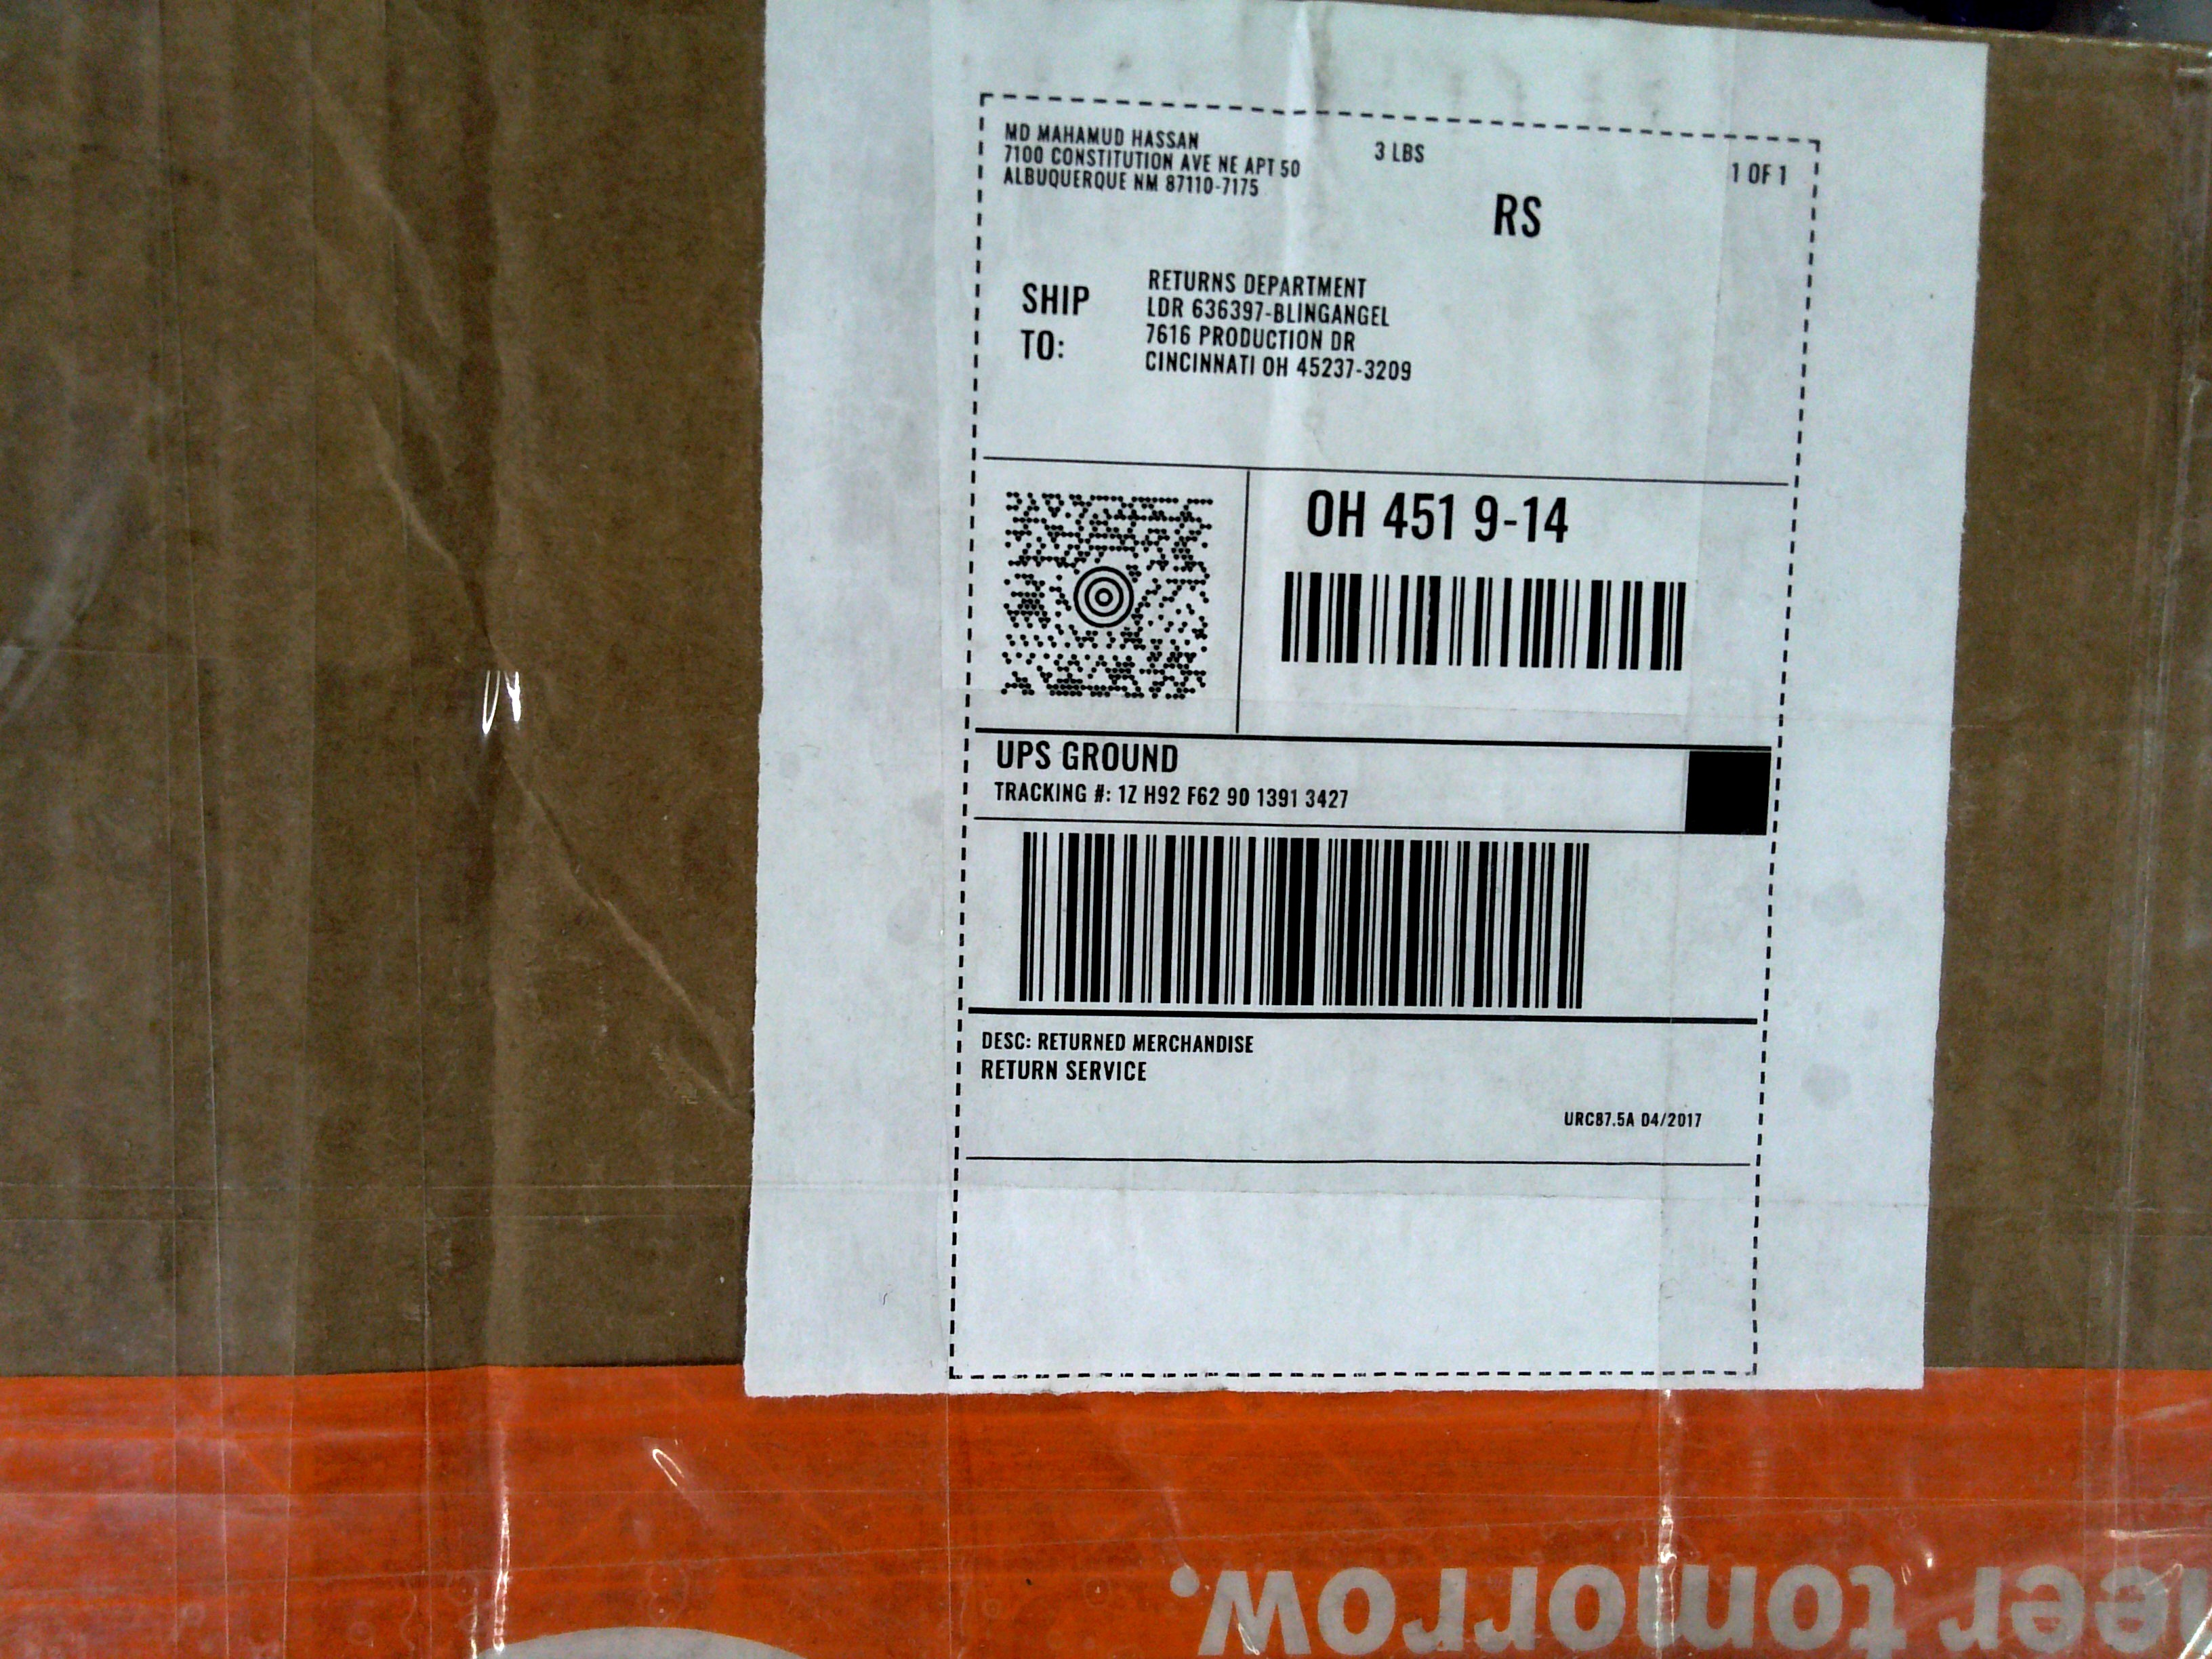 MD MAHAMUD HASSAN
7100 CONSTITUTION AVE NE APT 50
ALBUQUERQUE NM 87110-7175
3 LBS
1 OF 1
RS
SHIP
TO:
RETURNS DEPARTMENT
LDR 636397-BLINGANGEL
7616 PRODUCTION DR
CINCINNATI OH 45237-3209
OH 451 9-14
UPS GROUND
TRACKING #: 1Z H92 F62 90 1391 3427
DESC: RETURNED MERCHANDISE
RETURN SERVICE
URC87.5A 04/2017
tomorrow.